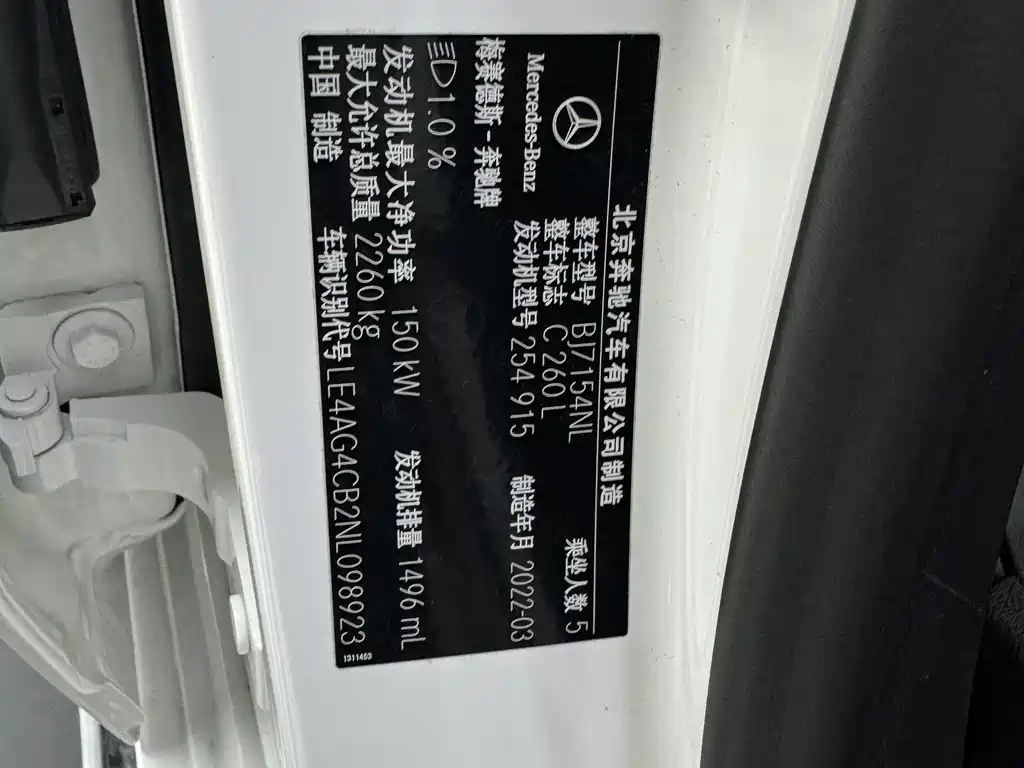 北京奔驰汽车有限公司制造
Mercedes-Benz
梅赛德斯-奔驰牌
整车型号 BJ7154NL
乘坐人数 5
整车标志 C 260 L
发动机型号 254 915
制造年月 2022-03
1.0 %
发动机最大净功率 150 kW
发动机排量 1496 mL
最大允许总质量 2260 kg
中国 制造
车辆识别代号 LE4AG4CB2NL098923
1311453